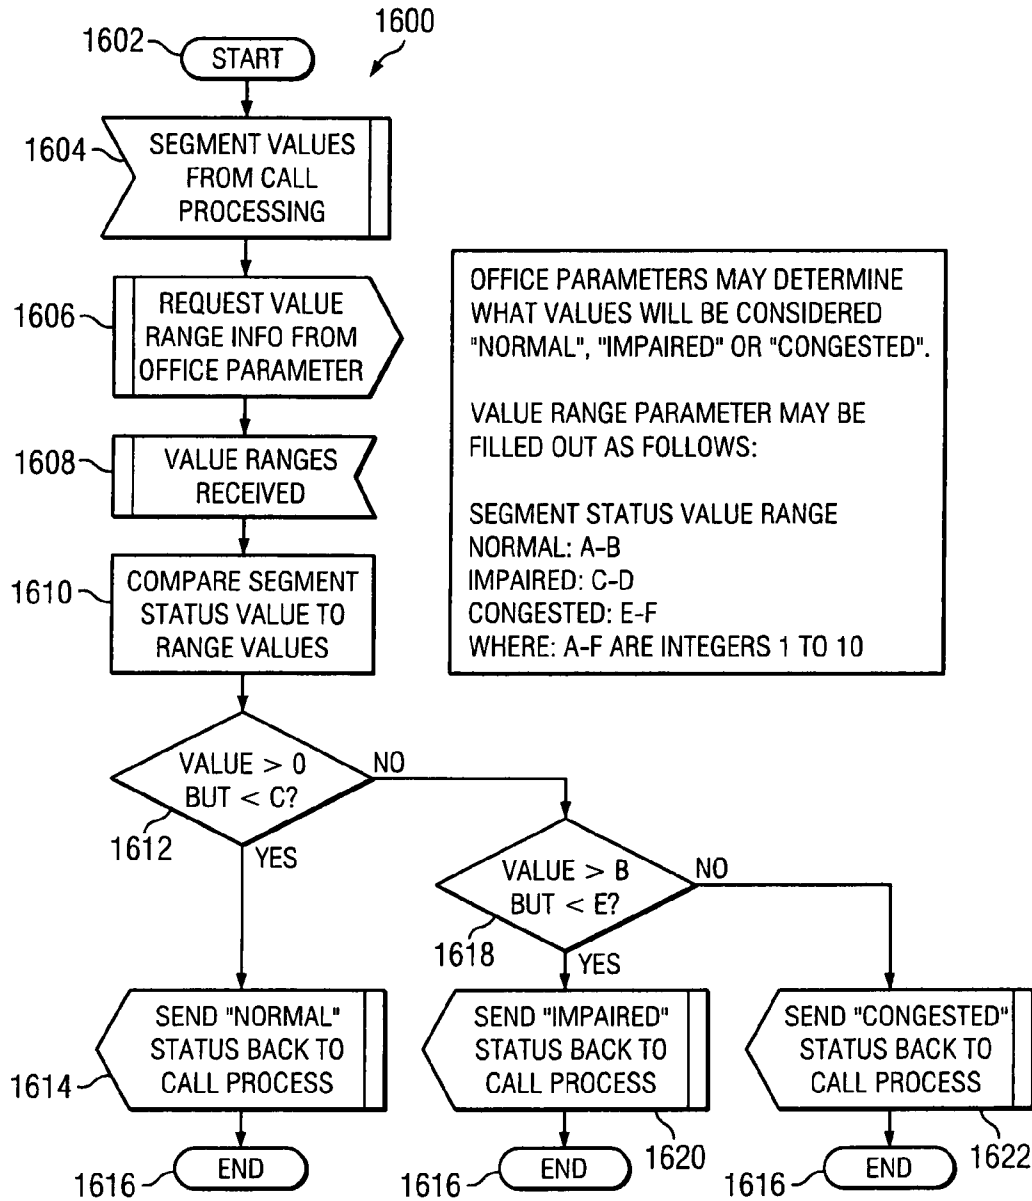 1600
1602
START
1604
SEGMENT VALUES
FROM CALL
PROCESSING
1606
REQUEST VALUE
RANGE INFO FROM
OFFICE PARAMETER
1608
VALUE RANGES
RECEIVED
1610
COMPARE SEGMENT
STATUS VALUE TO
RANGE VALUES
OFFICE PARAMETERS MAY DETERMINE
WHAT VALUES WILL BE CONSIDERED
"NORMAL", "IMPAIRED" OR "CONGESTED".
VALUE RANGE PARAMETER MAY BE
FILLED OUT AS FOLLOWS:
SEGMENT STATUS VALUE RANGE
NORMAL: A-B
IMPAIRED: C-D
CONGESTED: E-F
WHERE: A-F ARE INTEGERS 1 TO 10
VALUE > 0
BUT < C?
NO
1612
YES
VALUE > B
BUT < E?
NO
1618
YES
SEND "NORMAL"
STATUS BACK TO
CALL PROCESS
1614
SEND "IMPAIRED"
STATUS BACK TO
CALL PROCESS
1620
SEND "CONGESTED"
STATUS BACK TO
CALL PROCESS
1622
1616
END
1616
END
1616
END